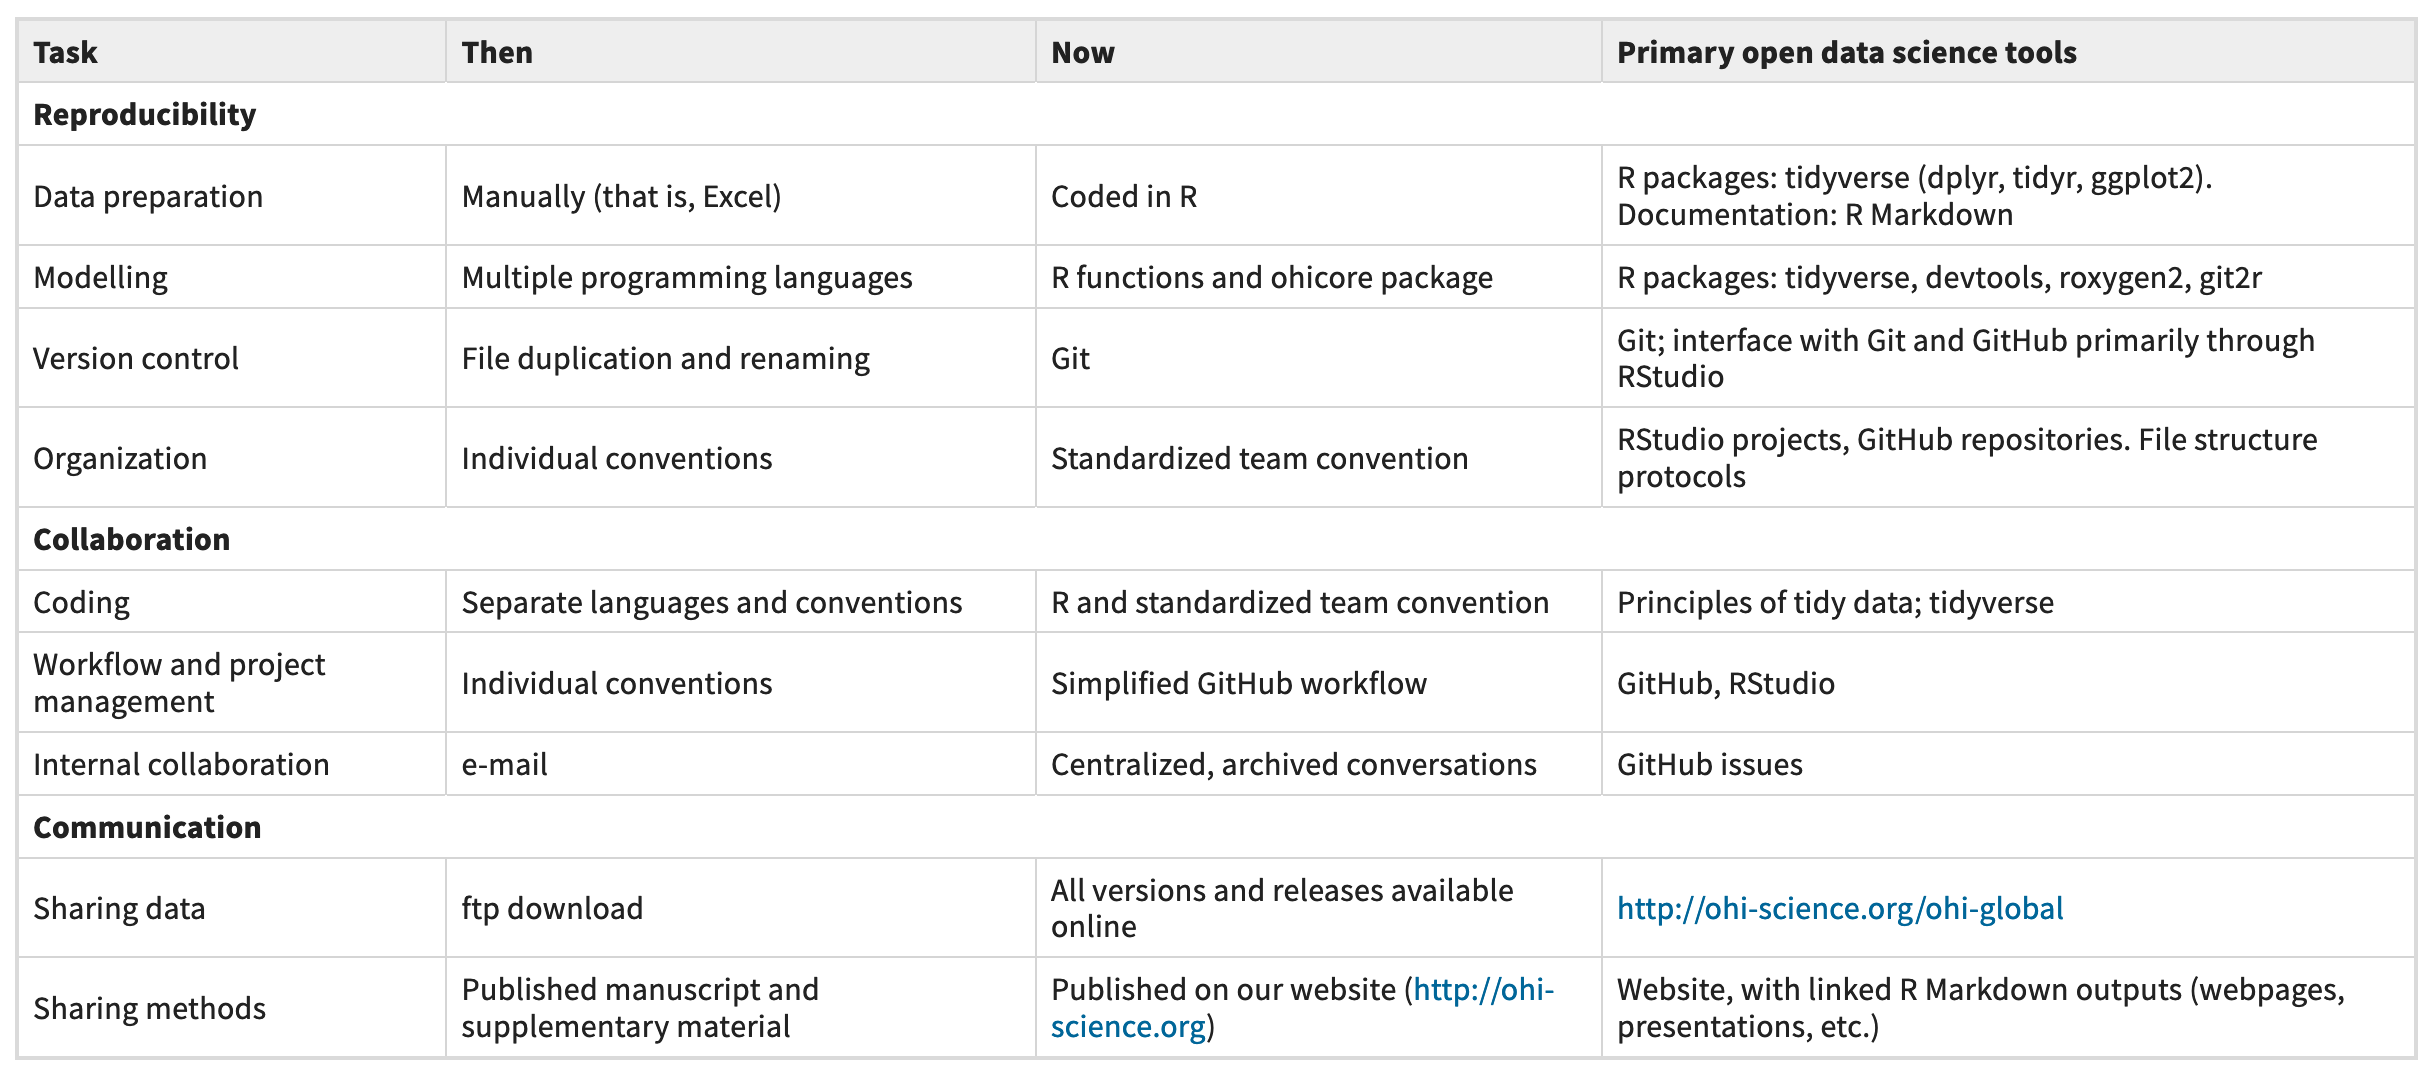 Task Then Now Primary open data science tools
Reproducibility
Data preparation Manually (that is, Excel) Coded in R R packages: tidyverse (dplyr, tidyr, ggplot2).
Documentation: R Markdown
Modelling Multiple programming languages R functions and ohicore package R packages: tidyverse, devtools, roxygen2, git2r
Version control File duplication and renaming Git Git; interface with Git and GitHub primarily through
RStudio
Organization Individual conventions Standardized team convention RStudio projects, GitHub repositories. File structure
protocols
Collaboration
Coding Separate languages and conventions R and standardized team convention Principles of tidy data; tidyverse
Workflow and project
management Individual conventions Simplified GitHub workflow GitHub, RStudio
Internal collaboration e-mail Centralized, archived conversations GitHub issues
Communication
Sharing data ftp download All versions and releases available
online http://ohi-science.org/ohi-global
Sharing methods Published manuscript and
supplementary material Published on our website (http://ohi-
science.org) Website, with linked R Markdown outputs (webpages,
presentations, etc.)